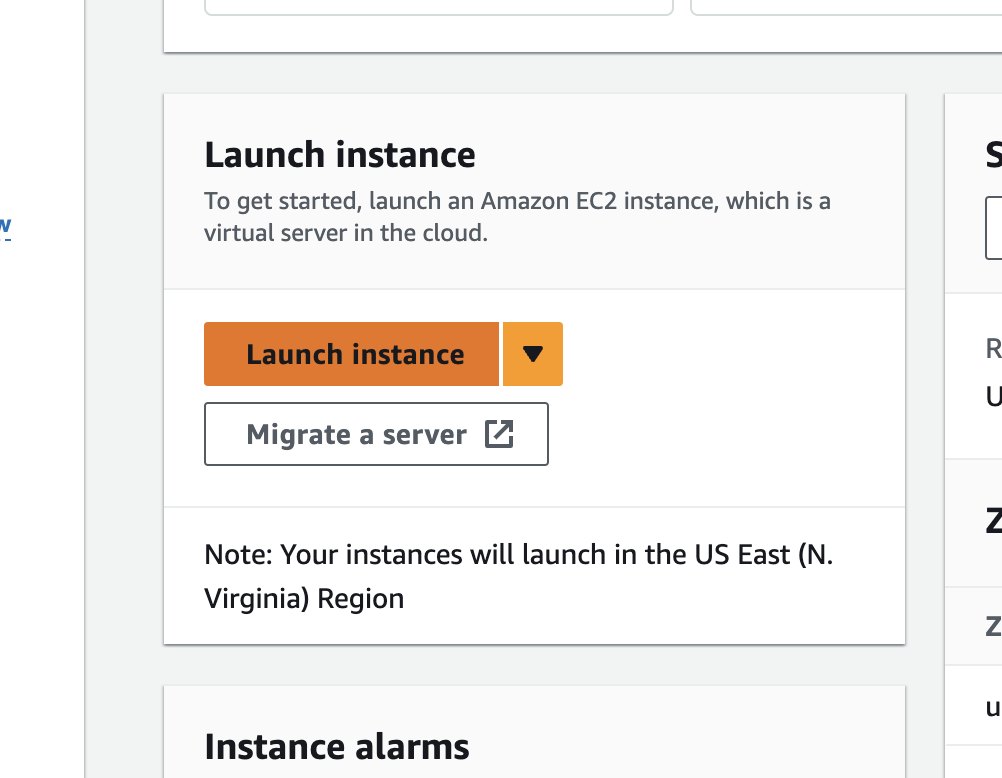 Launch instance
To get started, launch an Amazon EC2 instance, which is a
virtual server in the cloud.
Launch instance
Migrate a server
Note: Your instances will launch in the US East (N.
Virginia) Region
Instance alarms